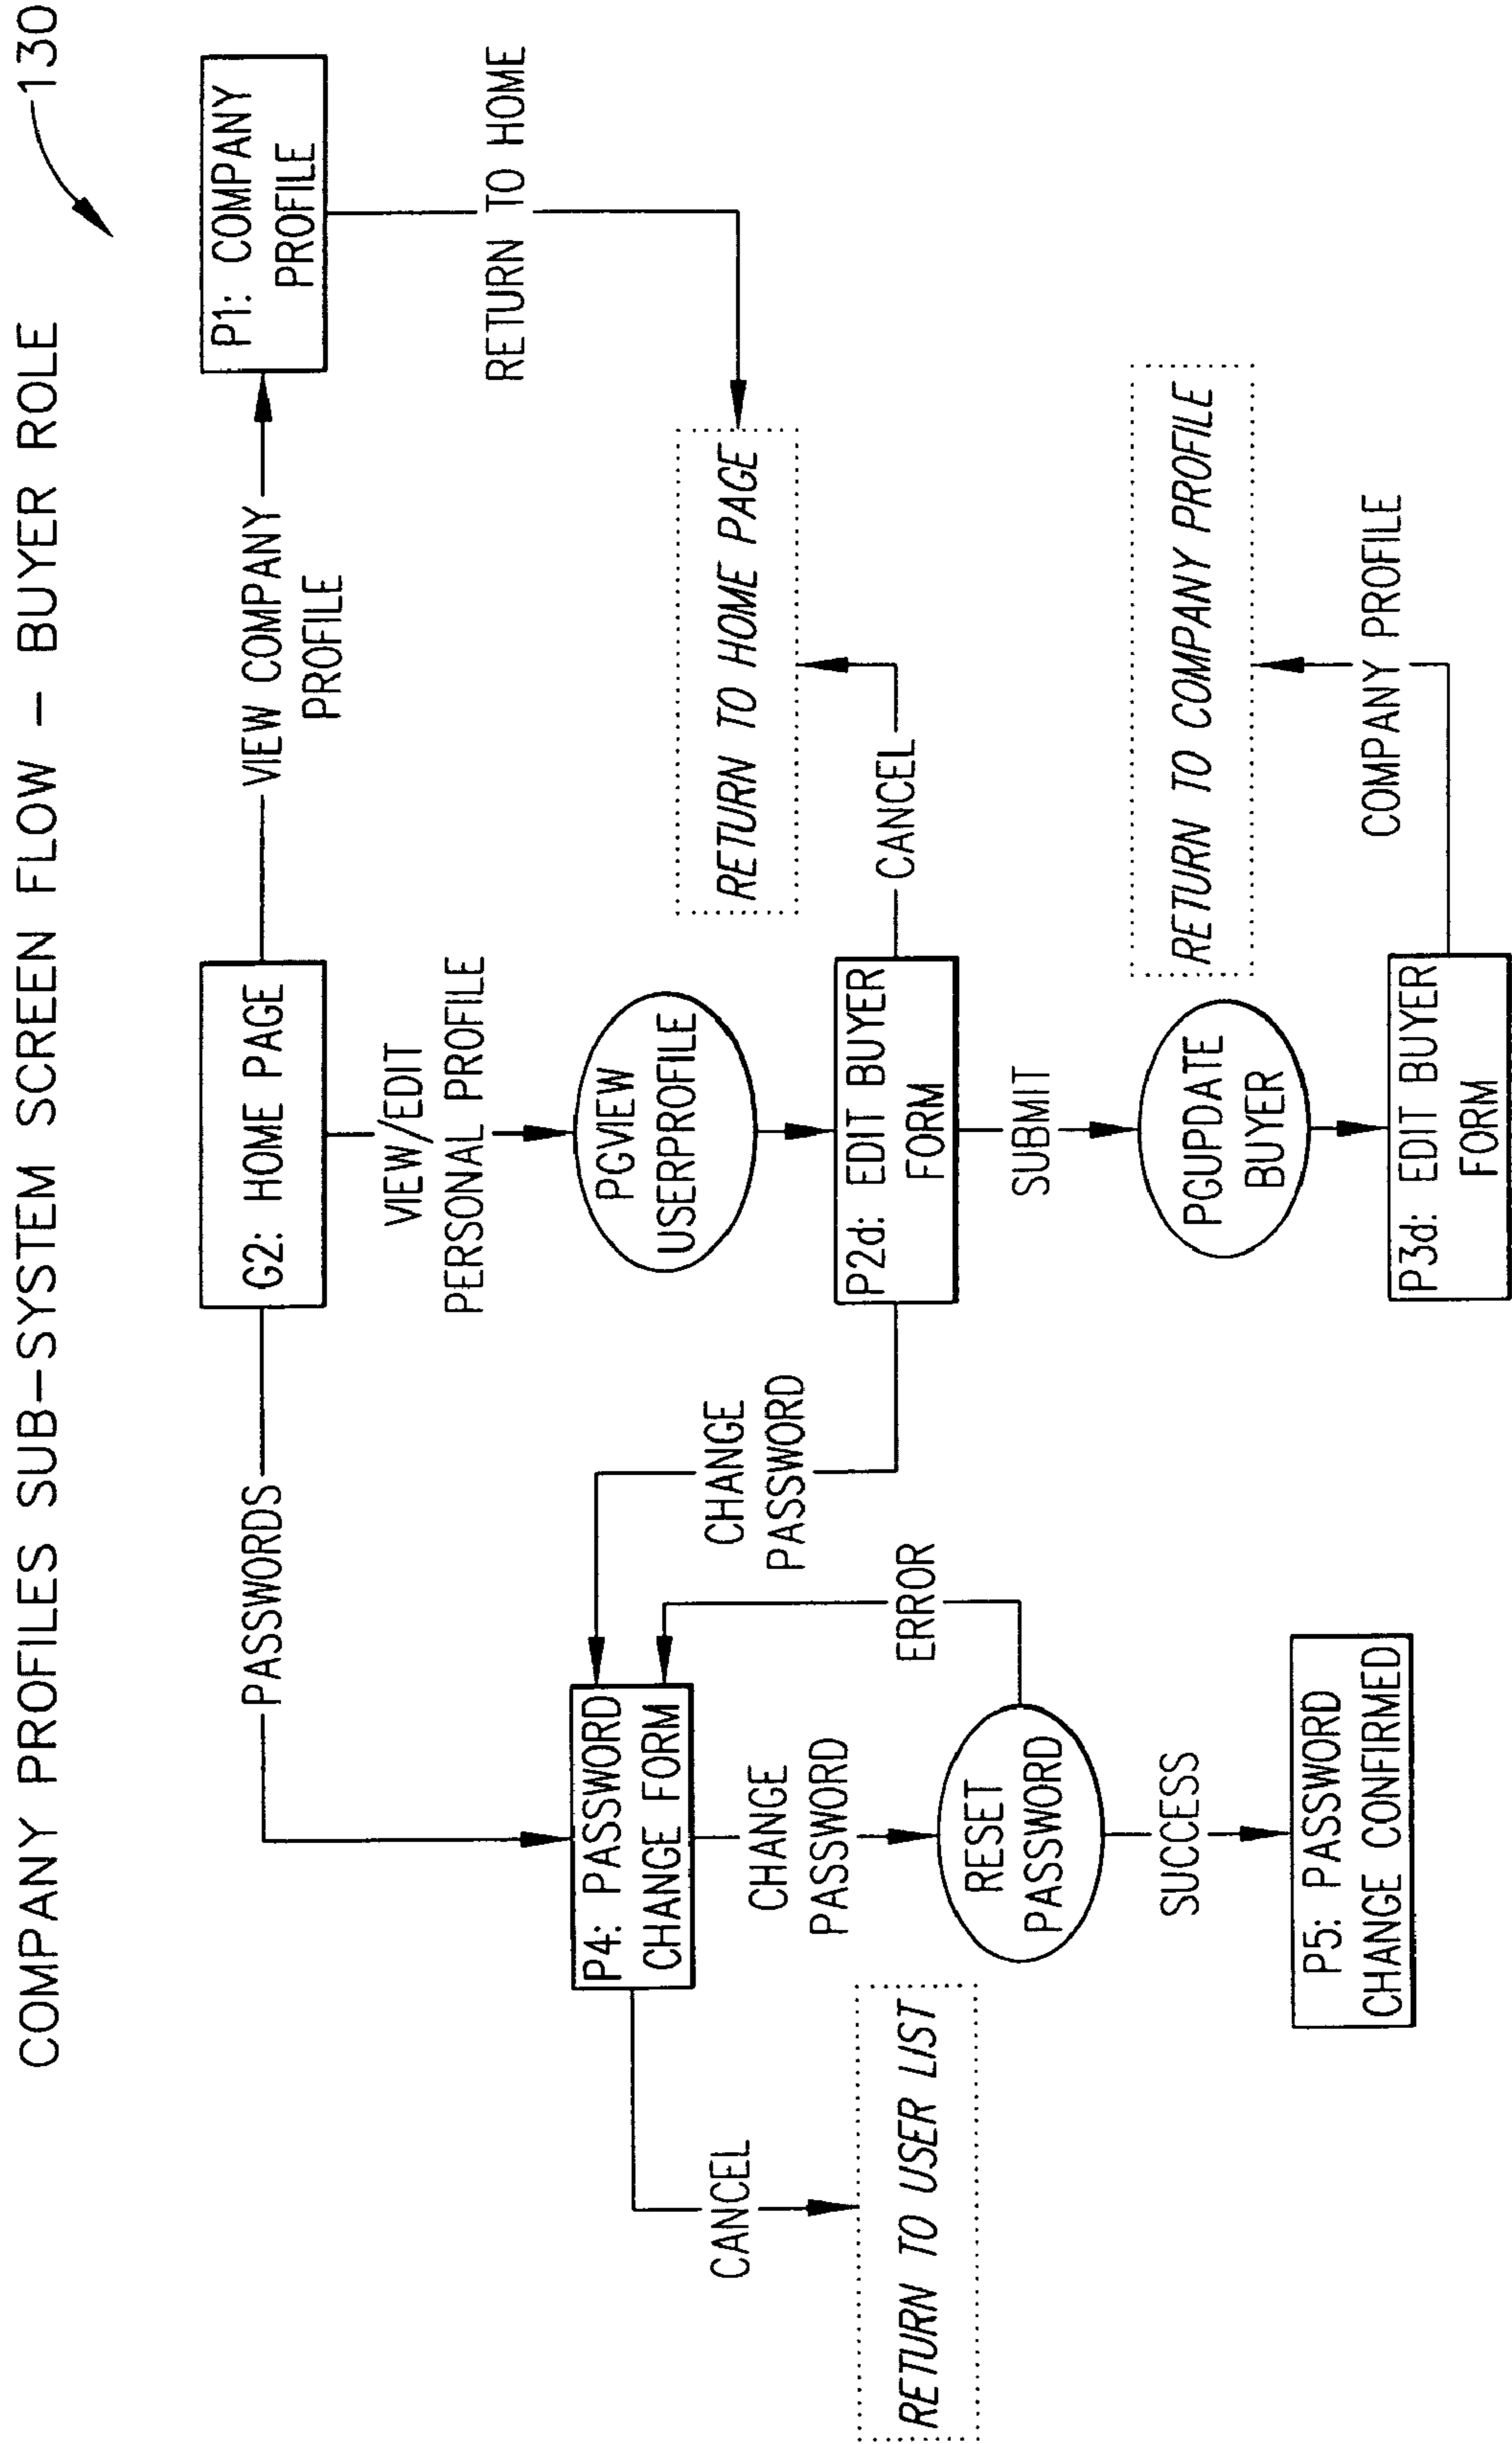 COMPANY PROFILES SUB-SYSTEM SCREEN FLOW - BUYER ROLE
130
PASSWORDS
G2: HOME PAGE
VIEW COMPANY
PROFILE
P1: COMPANY
PROFILE
VIEW/EDIT
PERSONAL PROFILE
RETURN TO HOME
P4: PASSWORD
CHANGE FORM
CHANGE
PASSWORD
PGVIEW
USERPROFILE
RETURN TO HOME PAGE
CANCEL
CHANGE
PASSWORD
ERROR
P2d: EDIT BUYER
FORM
CANCEL
RETURN TO USER LIST
RESET
PASSWORD
SUBMIT
SUCCESS
PGUPDATE
BUYER
RETURN TO COMPANY PROFILE
P5: PASSWORD
CHANGE CONFIRMED
P3d: EDIT BUYER
FORM
COMPANY PROFILE